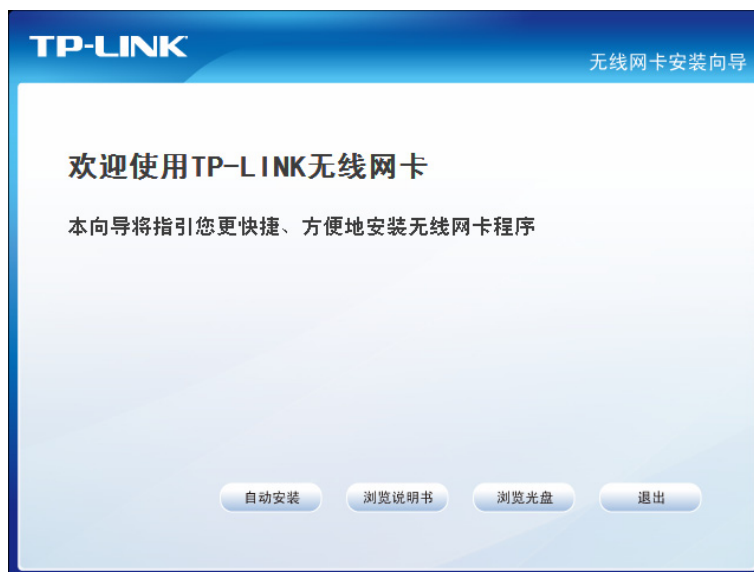 TP-LINK
无线网卡安装向导
欢迎使用TP-LINK无线网卡
本向导将指引您更快捷、方便地安装无线网卡程序
自动安装 浏览说明书 浏览光盘 退出